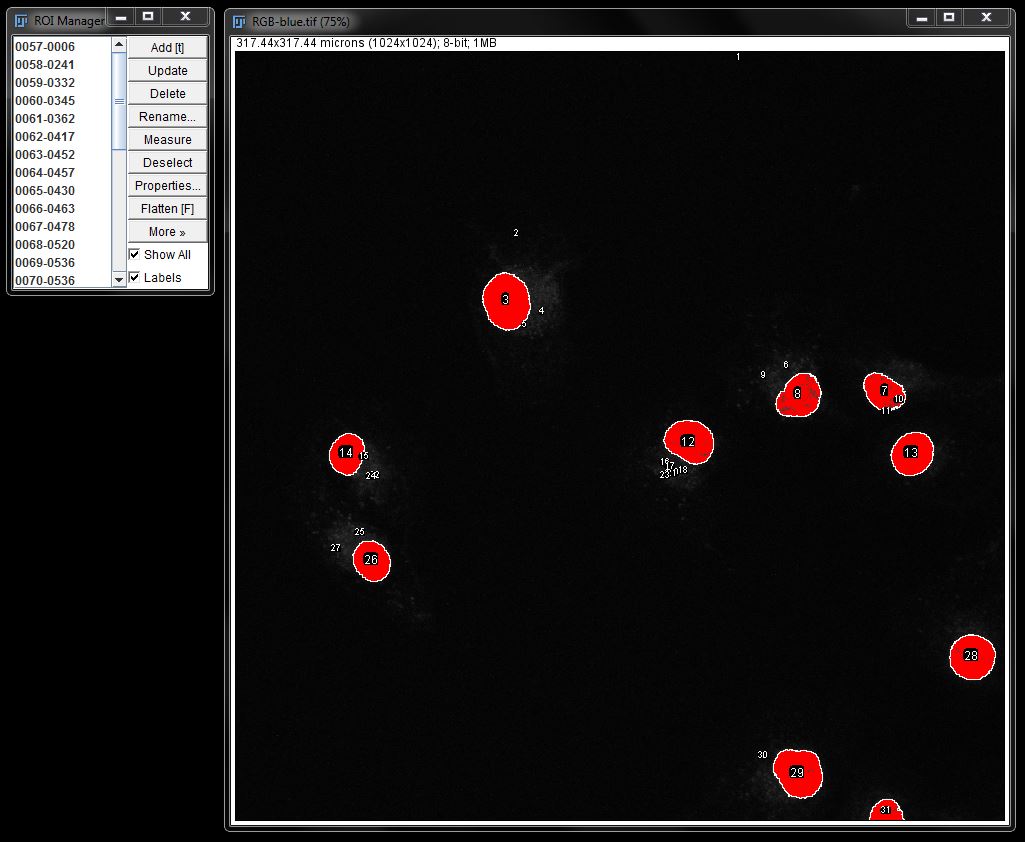 ROI Manager
0057-0006
0058-0241
0059-0332
0060-0345
0061-0362
0062-0417
0063-0452
0064-0457
0065-0430
0066-0463
0067-0478
0068-0520
0069-0536
0070-0536
Add [t]
Update
Delete
Rename...
Measure
Deselect
Properties...
Flatten [F]
More »
Show All
Labels
RGB-blue.tif (75%)
317.44x317.44 microns (1024x1024); 8-bit; 1MB
1
2
3
4
5
6
9
8
7
10
11
12
13
14
15
16
17
18
23
24
25
27
26
28
30
29
31